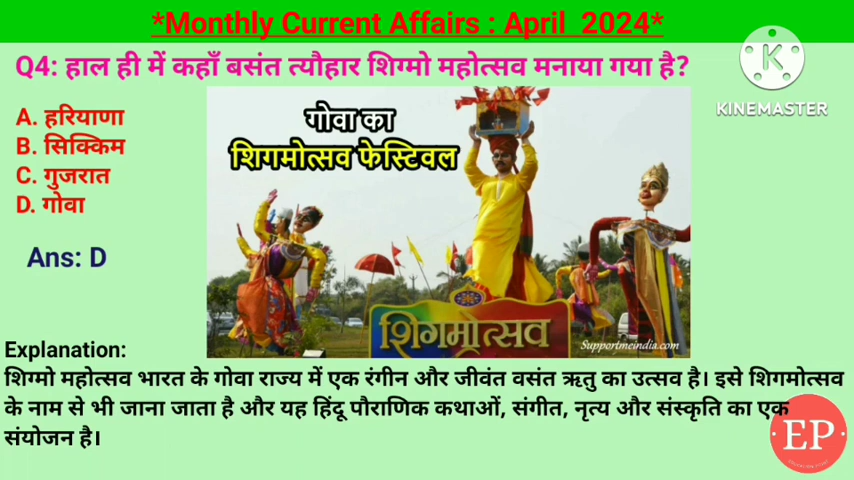 *Monthly Current Affairs : April 2024*
Q4: हाल ही में कहाँ बसंत त्यौहार शिग्मो महोत्सव मनाया गया है?
K
KINEMASTER
A. हरियाणा
B. सिक्किम
C. गुजरात
D. गोवा
Ans: D
गोवा का
शिगमोत्सव फेस्टिवल
शिगमोत्सव
Supportmeindia.com
Explanation:
शिग्मो महोत्सव भारत के गोवा राज्य में एक रंगीन और जीवंत वसंत ऋतु का उत्सव है। इसे शिगमोत्सव
के नाम से भी जाना जाता है और यह हिंदू पौराणिक कथाओं, संगीत, नृत्य और संस्कृति का एक
संयोजन है।
EP